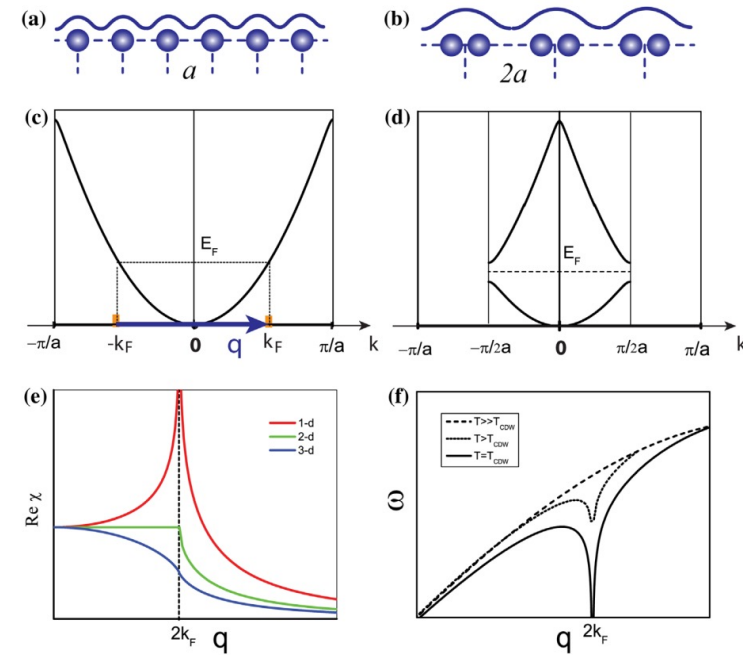 (a)
a
(b)
2a
(c)
E_F
−π/a
-k_F
0
q
k_F
π/a
k
(d)
E_F
−π/a
−π/2a
0
π/2a
π/a
k
(e)
1-d
2-d
3-d
Re χ
2k_F
q
(f)
T>>T_CDW
T>T_CDW
T=T_CDW
ω
q
2k_F